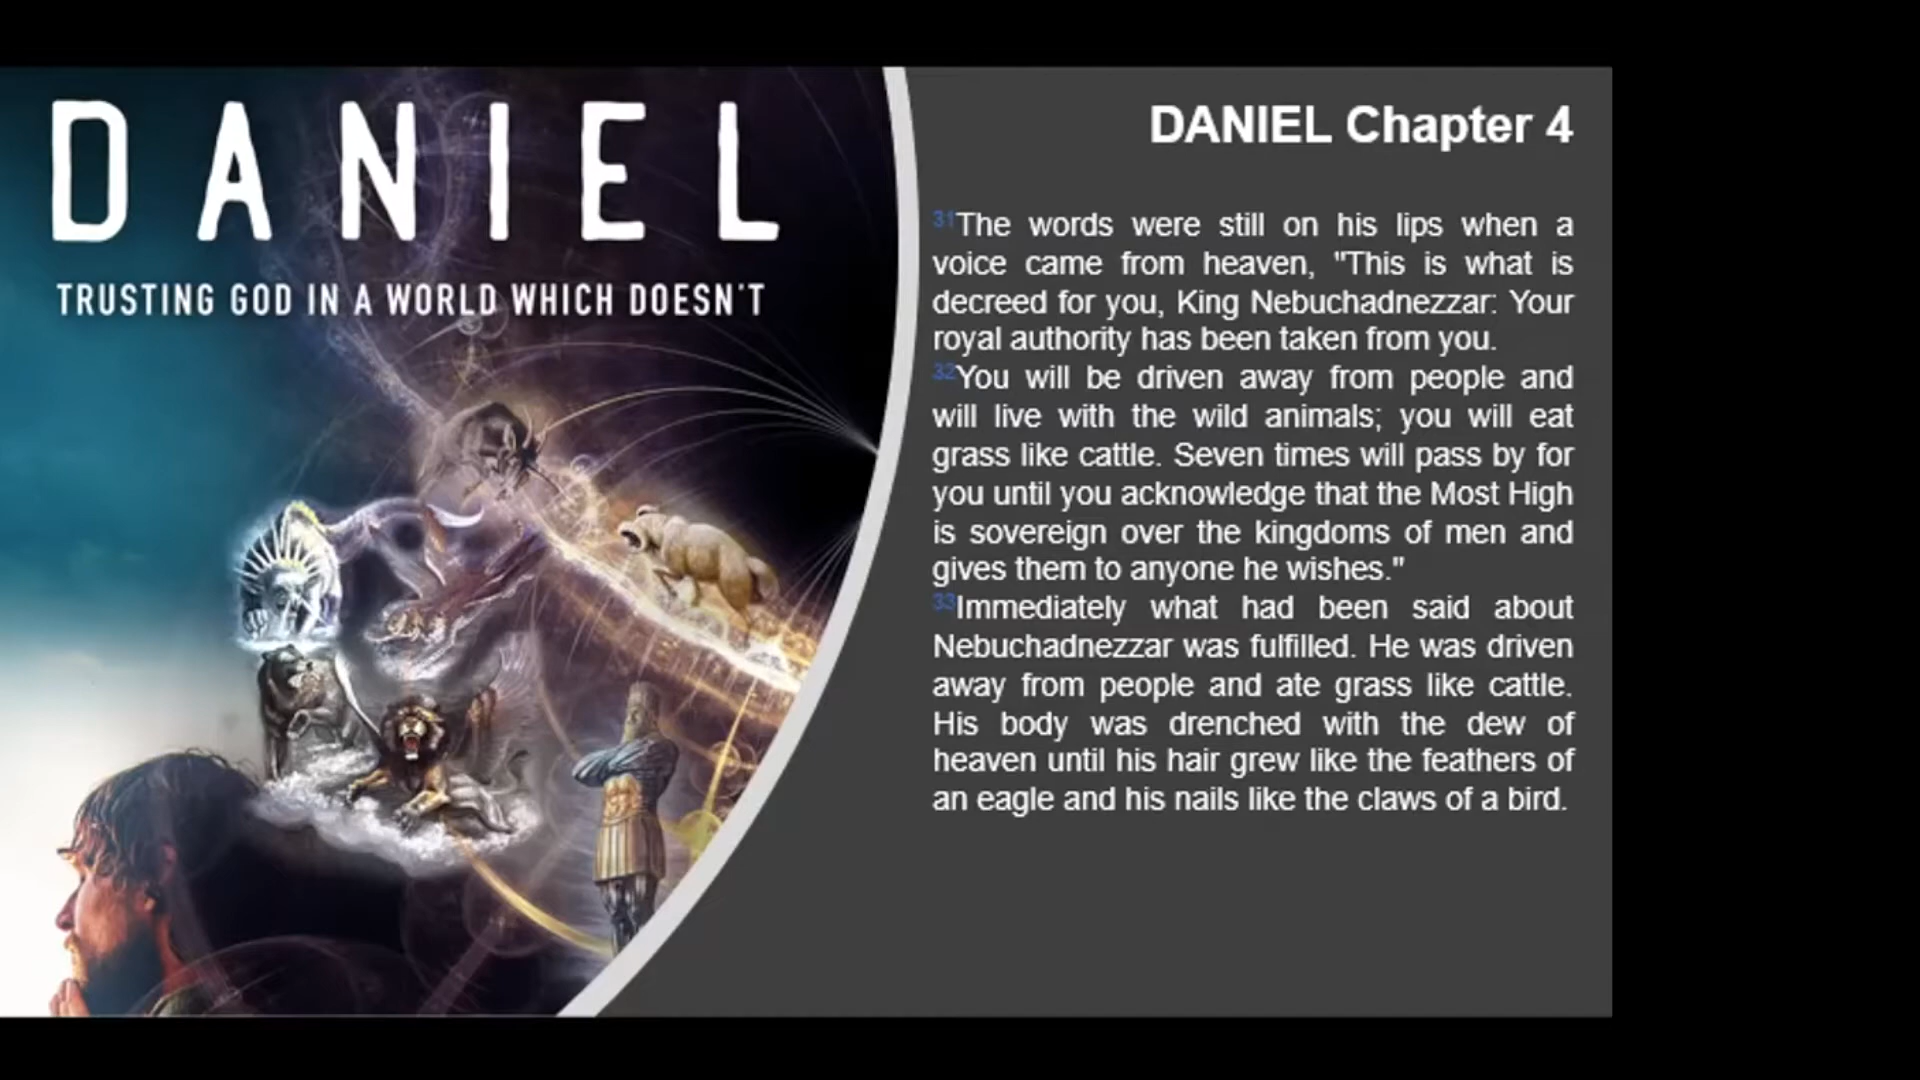 DANIEL
TRUSTING GOD IN A WORLD WHICH DOESN'T
DANIEL Chapter 4
31The words were still on his lips when a
voice came from heaven, "This is what is
decreed for you, King Nebuchadnezzar: Your
royal authority has been taken from you.
32You will be driven away from people and
will live with the wild animals; you will eat
grass like cattle. Seven times will pass by for
you until you acknowledge that the Most High
is sovereign over the kingdoms of men and
gives them to anyone he wishes."
33Immediately what had been said about
Nebuchadnezzar was fulfilled. He was driven
away from people and ate grass like cattle.
His body was drenched with the dew of
heaven until his hair grew like the feathers of
an eagle and his nails like the claws of a bird.